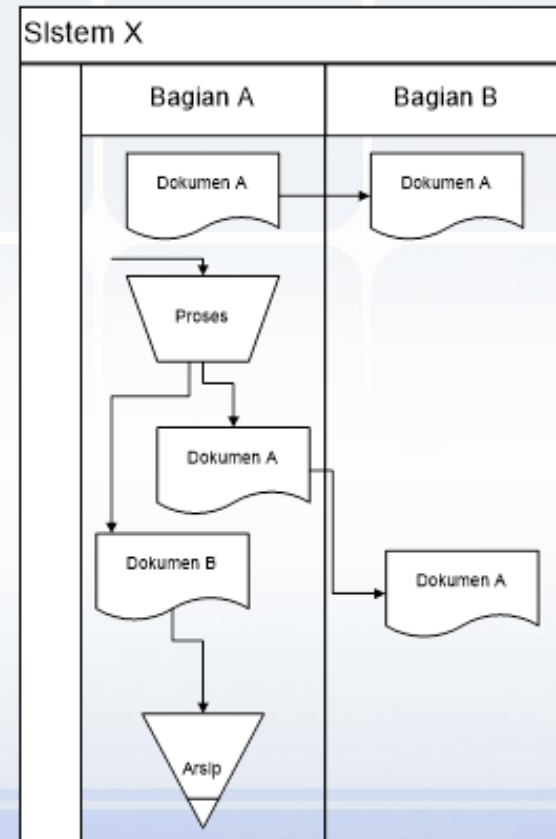 SIstem X
Bagian A
Bagian B
Dokumen A
Dokumen A
Proses
Dokumen A
Dokumen B
Dokumen A
Arsip